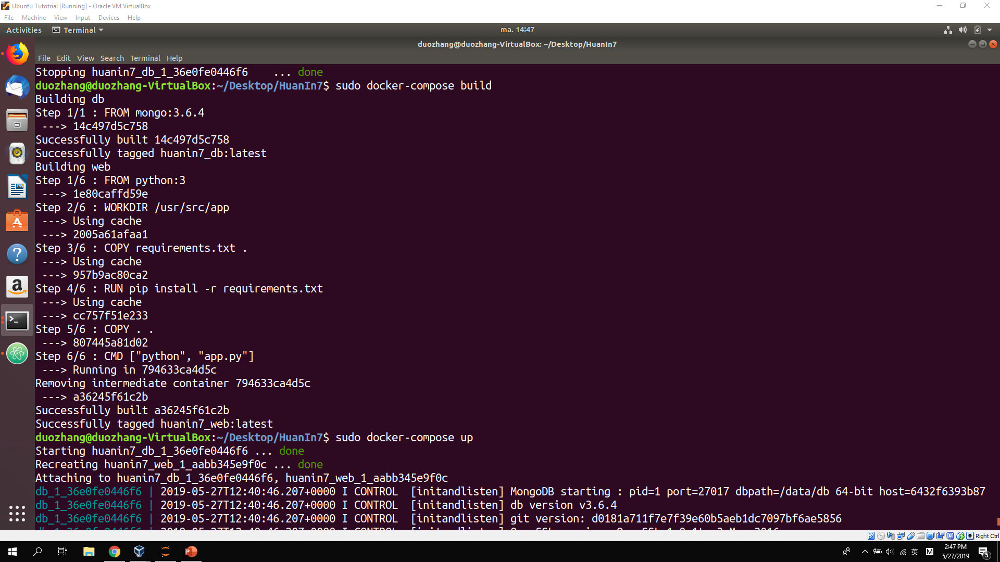 Ubuntu Tutotrial [Running] - Oracle VM VirtualBox
File Machine View Input Devices Help
Activities Terminal ma. 14:47
duozhang@duozhang-VirtualBox: ~/Desktop/HuanIn7
File Edit View Search Terminal Help
Stopping huanin7_db_1_36e0fe0446f6 ... done
duozhang@duozhang-VirtualBox:~/Desktop/HuanIn7$ sudo docker-compose build
Building db
Step 1/1 : FROM mongo:3.6.4
---> 14c497d5c758
Successfully built 14c497d5c758
Successfully tagged huanin7_db:latest
Building web
Step 1/6 : FROM python:3
---> 1e80caffd59e
Step 2/6 : WORKDIR /usr/src/app
---> Using cache
---> 2005a61afaa1
Step 3/6 : COPY requirements.txt .
---> Using cache
---> 957b9ac80ca2
Step 4/6 : RUN pip install -r requirements.txt
---> Using cache
---> cc757f51e233
Step 5/6 : COPY . .
---> 807445a81d02
Step 6/6 : CMD ["python", "app.py"]
---> Running in 794633ca4d5c
Removing intermediate container 794633ca4d5c
---> a36245f61c2b
Successfully built a36245f61c2b
Successfully tagged huanin7_web:latest
duozhang@duozhang-VirtualBox:~/Desktop/HuanIn7$ sudo docker-compose up
Starting huanin7_db_1_36e0fe0446f6 ... done
Recreating huanin7_web_1_aabb345e9f0c ... done
Attaching to huanin7_db_1_36e0fe0446f6, huanin7_web_1_aabb345e9f0c
db_1_36e0fe0446f6 | 2019-05-27T12:40:46.207+0000 I CONTROL [initandlisten] MongoDB starting : pid=1 port=27017 dbpath=/data/db 64-bit host=6432f6393b87
db_1_36e0fe0446f6 | 2019-05-27T12:40:46.207+0000 I CONTROL [initandlisten] db version v3.6.4
db_1_36e0fe0446f6 | 2019-05-27T12:40:46.207+0000 I CONTROL [initandlisten] git version: d0181a711f7e7f39e60b5aeb1dc7097bf6ae5856
Right Ctrl
英 M 2:47 PM
5/27/2019 5